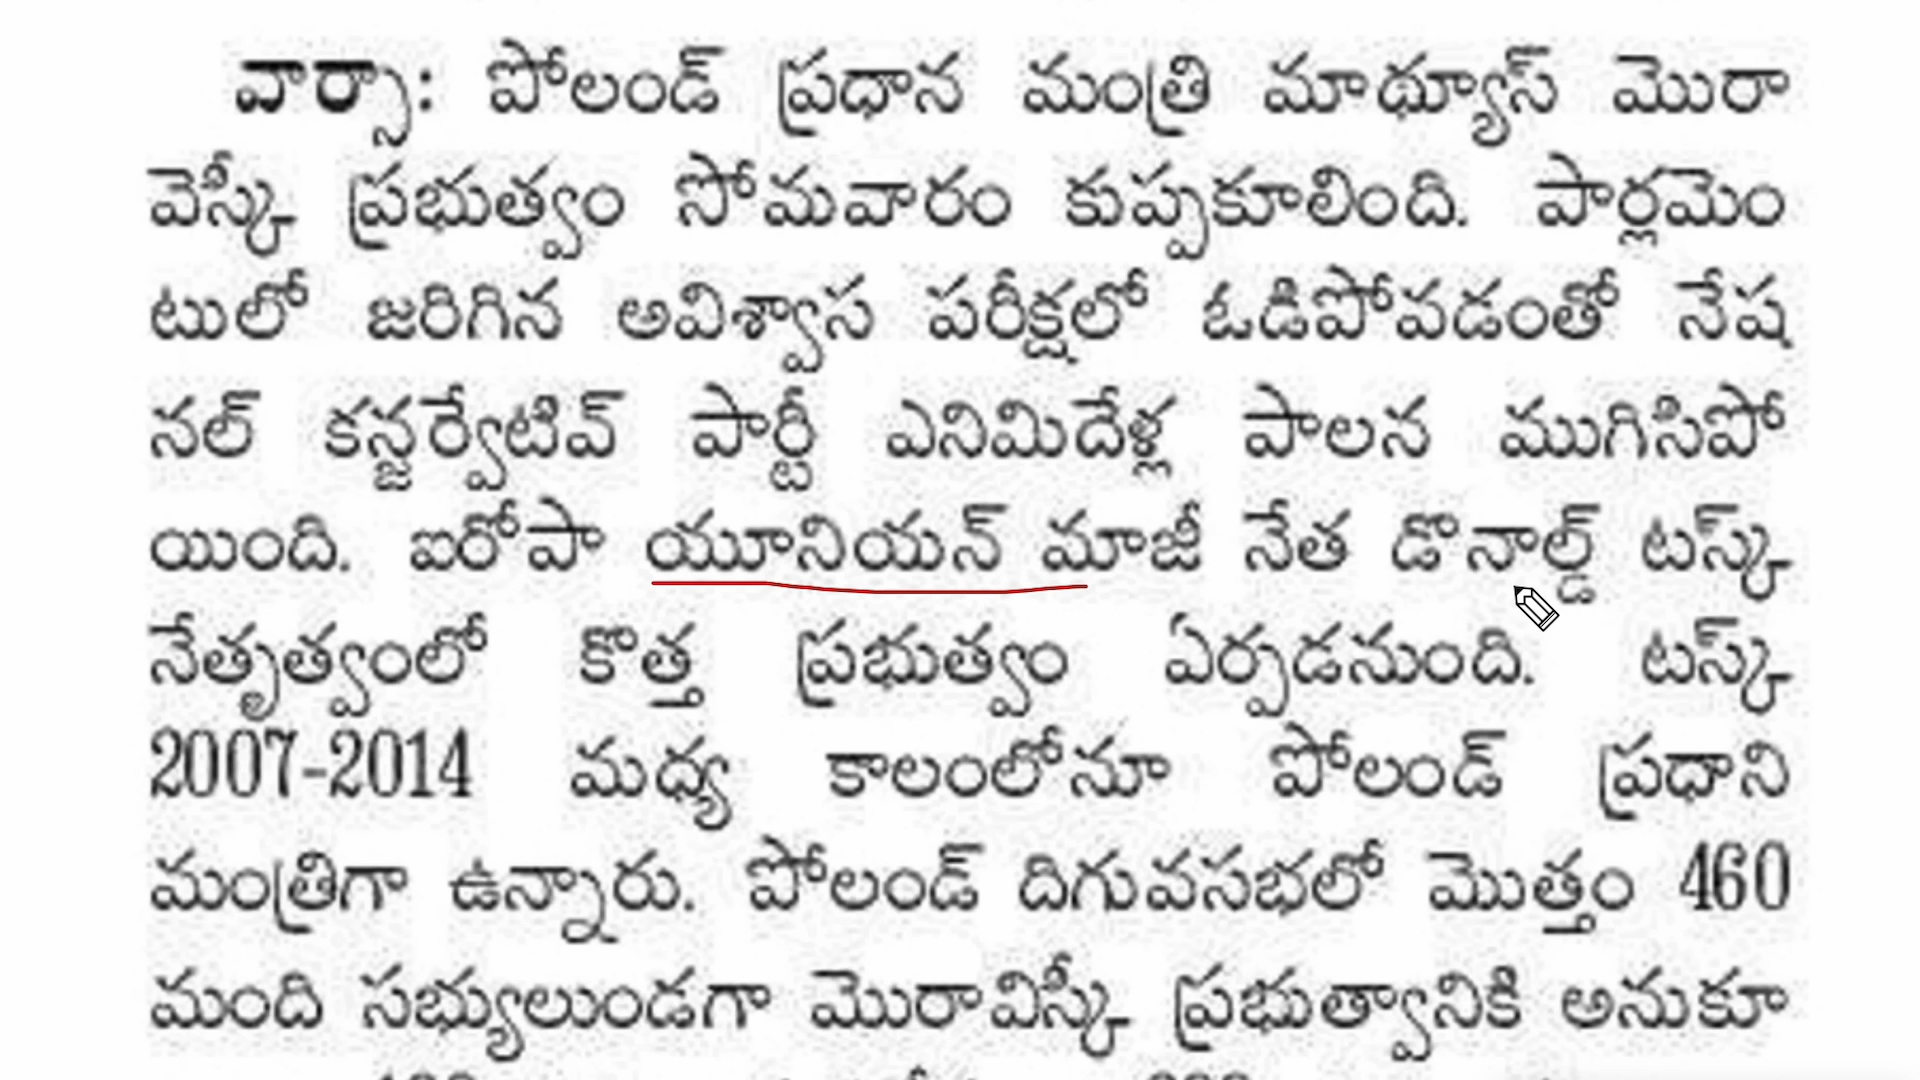 వార్సా: పోలండ్ ప్రధాన మంత్రి మాథ్యూస్ మొరా
వెస్కీ ప్రభుత్వం సోమవారం కుప్పకూలింది. పార్లమెం
టులో జరిగిన అవిశ్వాస పరీక్షలో ఓడిపోవడంతో నేష
నల్ కన్జర్వేటివ్ పార్టీ ఎనిమిదేళ్ల పాలన ముగిసిపో
యింది. ఐరోపా యూనియన్ మాజీ నేత డొనాల్డ్ టస్క్
నేతృత్వంలో కొత్త ప్రభుత్వం ఏర్పడనుంది. టస్క్
2007-2014 మధ్య కాలంలోనూ పోలండ్ ప్రధాని
మంత్రిగా ఉన్నారు. పోలండ్ దిగువసభలో మొత్తం 460
మంది సభ్యులుండగా మొరావిస్కీ ప్రభుత్వానికి అనుకూ